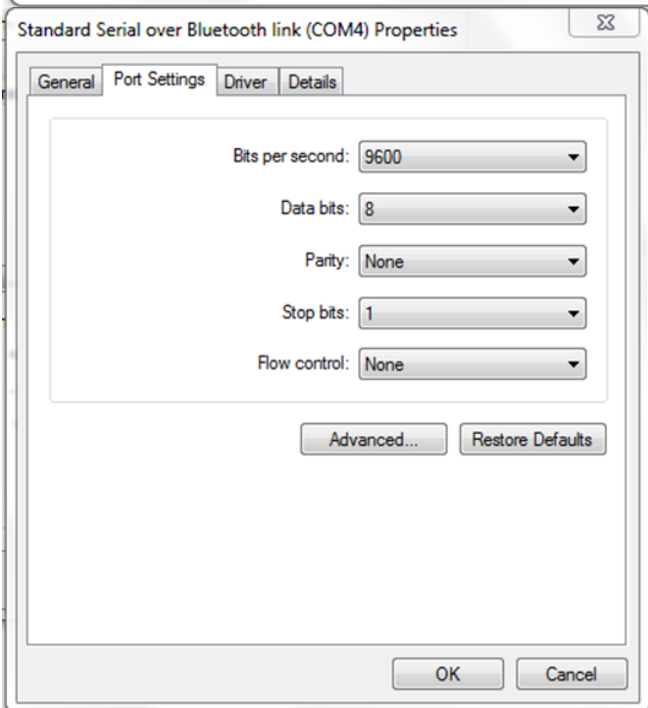 Standard Serial over Bluetooth link (COM4) Properties
General Port Settings Driver Details
Bits per second: 9600
Data bits: 8
Parity: None
Stop bits: 1
Flow control: None
Advanced... Restore Defaults
OK Cancel